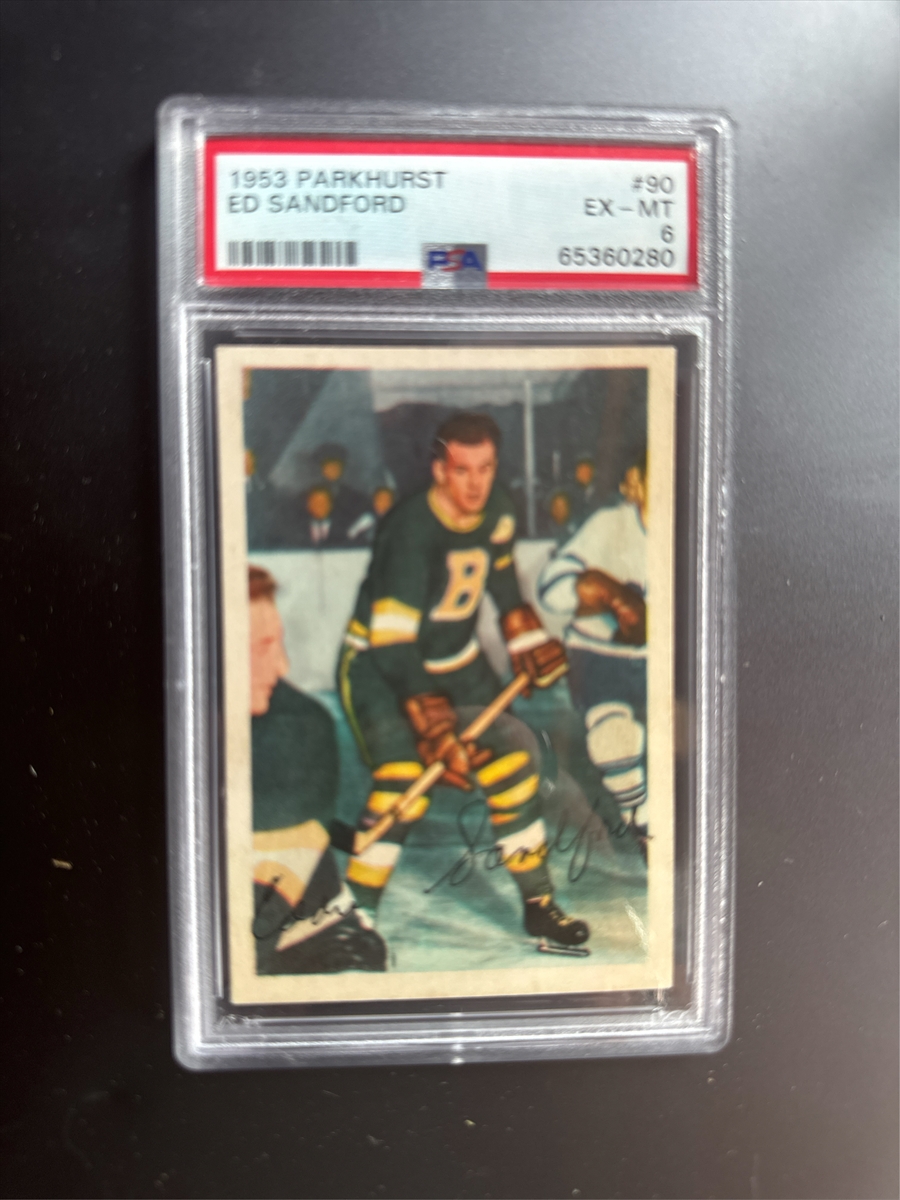 1953 PARKHURST #90
ED SANDFORD EX - MT
6
PSA 65360280
B
A
Sandford